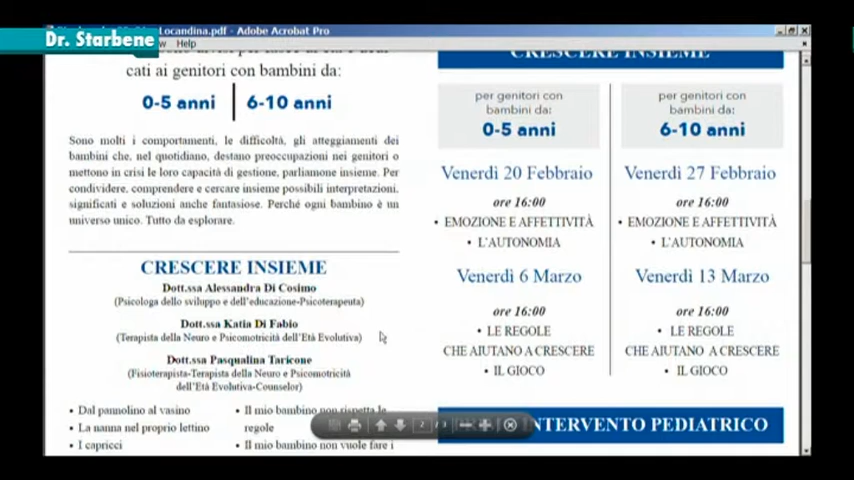 Dr. Starbene
Locandina.pdf - Adobe Acrobat Pro
Help
cati ai genitori con bambini da:
0-5 anni
6-10 anni
Sono molti i comportamenti, le difficoltà, gli atteggiamenti dei
bambini che, nel quotidiano, destano preoccupazioni nei genitori o
mettono in crisi le loro capacità di gestione, parliamone insieme. Per
condividere, comprendere e cercare insieme possibili interpretazioni,
significati e soluzioni anche fantasiose. Perché ogni bambino è un
universo unico. Tutto da esplorare.
CRESCERE INSIEME
Dott.ssa Alessandra Di Cosimo
(Psicologa dello sviluppo e dell'educazione-Psicoterapeuta)
Dott.ssa Katia Di Fabio
(Terapista della Neuro e Psicomotricità dell'Età Evolutiva)
Dott.ssa Pasqualina Taricone
(Fisioterapista-Terapista della Neuro e Psicomotricità
dell'Età Evolutiva-Counselor)
• Dal pannolino al vasino
• La nanna nel proprio lettino
• I capricci
• Il mio bambino non rispetta le
regole
• Il mio bambino non vuole fare i
CRESCERE INSIEME
per genitori con
bambini da:
0-5 anni
Venerdì 20 Febbraio
ore 16:00
• EMOZIONE E AFFETTIVITÀ
• L'AUTONOMIA
Venerdì 6 Marzo
ore 16:00
• LE REGOLE
CHE AIUTANO A CRESCERE
• IL GIOCO
per genitori con
bambini da:
6-10 anni
Venerdì 27 Febbraio
ore 16:00
• EMOZIONE E AFFETTIVITÀ
• L'AUTONOMIA
Venerdì 13 Marzo
ore 16:00
• LE REGOLE
CHE AIUTANO A CRESCERE
• IL GIOCO
INTERVENTO PEDIATRICO